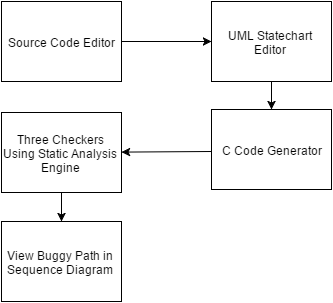 Source Code Editor
UML Statechart
Editor
Three Checkers
Using Static Analysis
Engine
C Code Generator
View Buggy Path in
Sequence Diagram